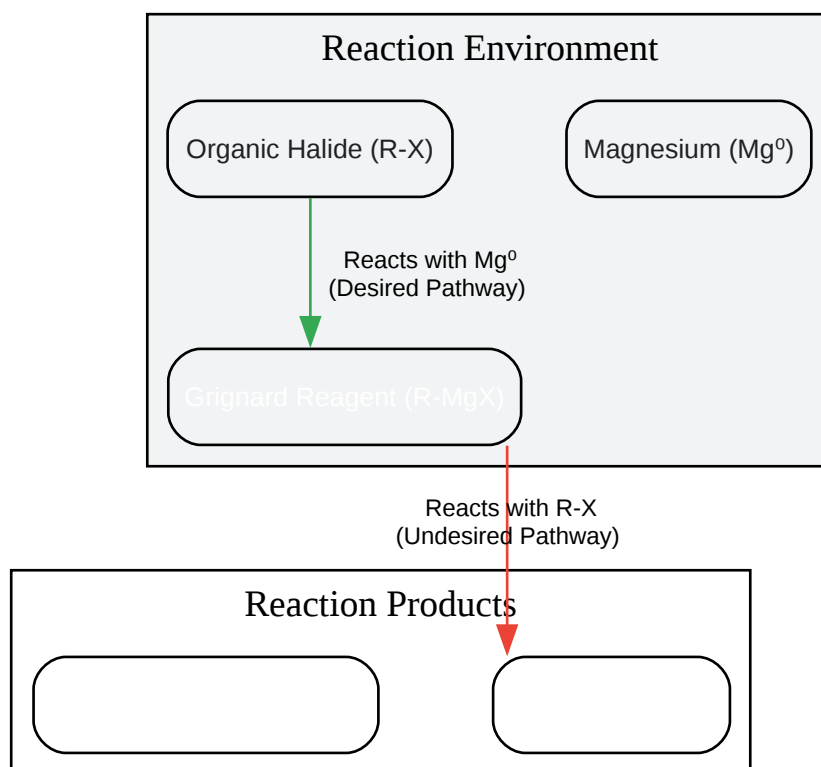 Reaction Environment
Organic Halide (R-X)
Magnesium (Mg⁰)
Reacts with Mg⁰
(Desired Pathway)
Grignard Reagent (R-MgX)
Reacts with R-X
(Undesired Pathway)
Reaction Products